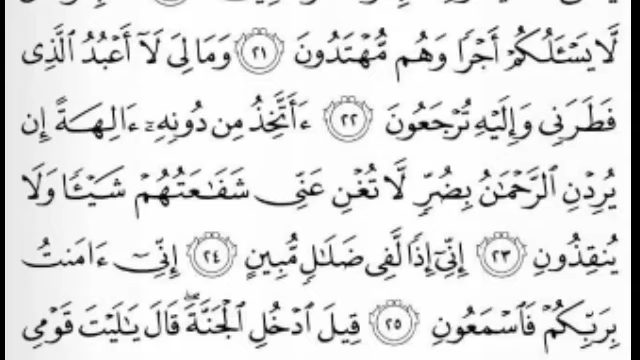 لَّا يَسْـَٔلُكُمْ أَجْرًا وَهُم مُّهْتَدُونَ ٢١ وَمَا لِىَ لَآ أَعْبُدُ ٱلَّذِى
فَطَرَنِى وَإِلَيْهِ تُرْجَعُونَ ٢٢ ءَأَتَّخِذُ مِن دُونِهِۦٓ ءَالِهَةً إِن
يُرِدْنِ ٱلرَّحْمَـٰنُ بِضُرٍّ لَّا تُغْنِ عَنِّى شَفَـٰعَتُهُمْ شَيْـًٔا وَلَا
يُنقِذُونِ ٢٣ إِنِّىٓ إِذًا لَّفِى ضَلَـٰلٍ مُّبِينٍ ٢٤ إِنِّىٓ ءَامَنتُ
بِرَبِّكُمْ فَٱسْمَعُونِ ٢٥ قِيلَ ٱدْخُلِ ٱلْجَنَّةَ ۖ قَالَ يَـٰلَيْتَ قَوْمِى